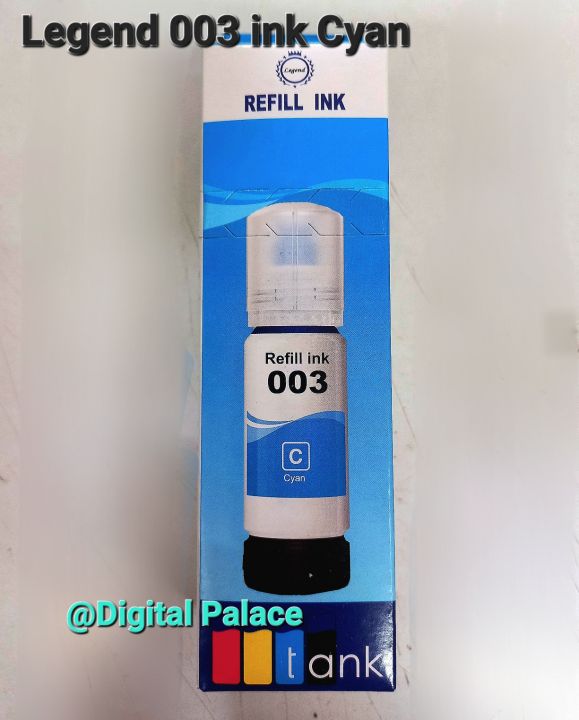 Legend 003 ink Cyan
Legend
REFILL INK
Refill ink
003
C
Cyan
@Digital Palace
tank